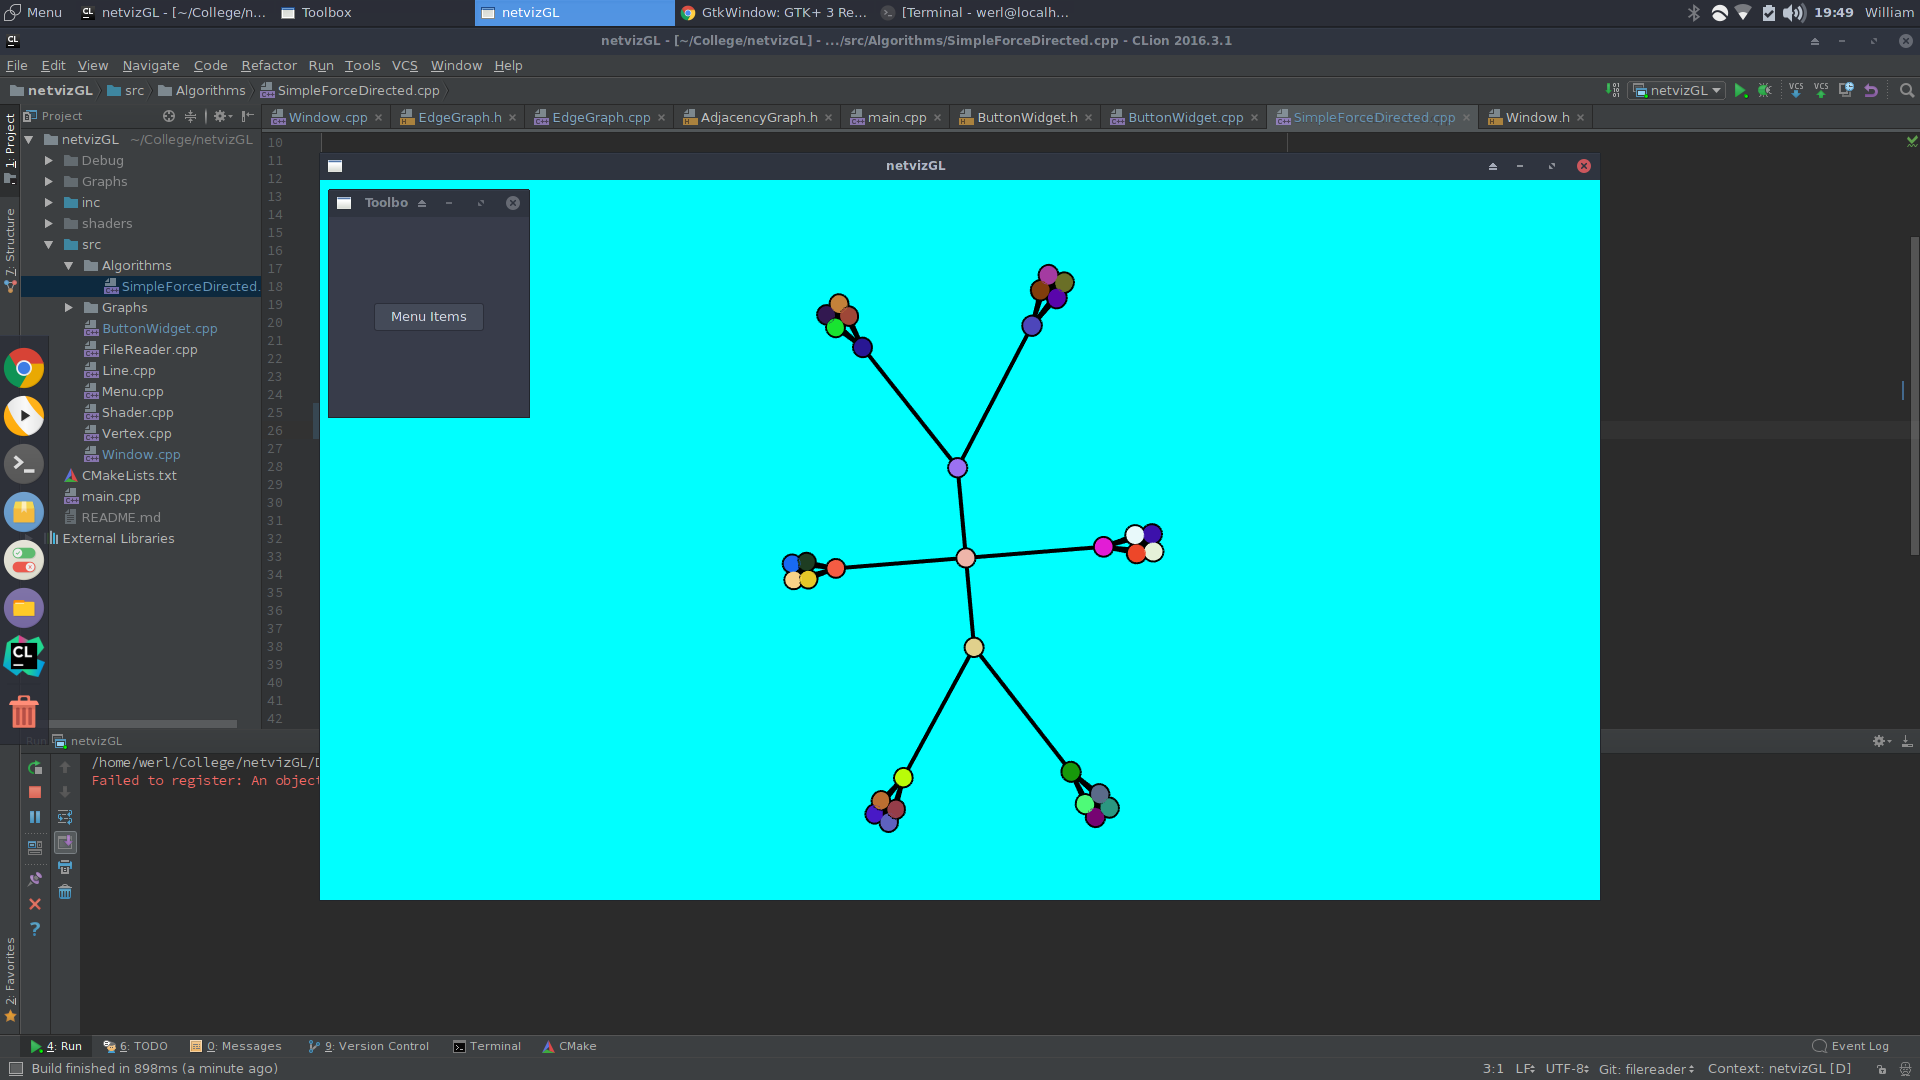 Menu
netvizGL - [~/College/n...
Toolbox
netvizGL
GtkWindow: GTK+ 3 Re...
[Terminal - werl@localh...
19:49 William
netvizGL - [~/College/netvizGL] - .../src/Algorithms/SimpleForceDirected.cpp - CLion 2016.3.1
File Edit View Navigate Code Refactor Run Tools VCS Window Help
netvizGL src Algorithms SimpleForceDirected.cpp
netvizGL
VCS VCS
Project
Window.cpp
EdgeGraph.h
EdgeGraph.cpp
AdjacencyGraph.h
main.cpp
ButtonWidget.h
ButtonWidget.cpp
SimpleForceDirected.cpp
Window.h
1: Project
7: Structure
2: Favorites
netvizGL ~/College/netvizGL
Debug
Graphs
inc
shaders
src
Algorithms
SimpleForceDirected.
Graphs
ButtonWidget.cpp
FileReader.cpp
Line.cpp
Menu.cpp
Shader.cpp
Vertex.cpp
Window.cpp
CMakeLists.txt
main.cpp
README.md
External Libraries
10
11
12
13
14
15
16
17
18
19
20
21
22
23
24
25
26
27
28
29
30
31
32
33
34
35
36
37
38
39
40
41
42
netvizGL
Toolbo
Menu Items
CL
Run netvizGL
/home/werl/College/netvizGL/D
Failed to register: An object
4: Run
6: TODO
0: Messages
9: Version Control
Terminal
CMake
Event Log
Build finished in 898ms (a minute ago)
3:1 LF UTF-8 Git: filereader Context: netvizGL [D]